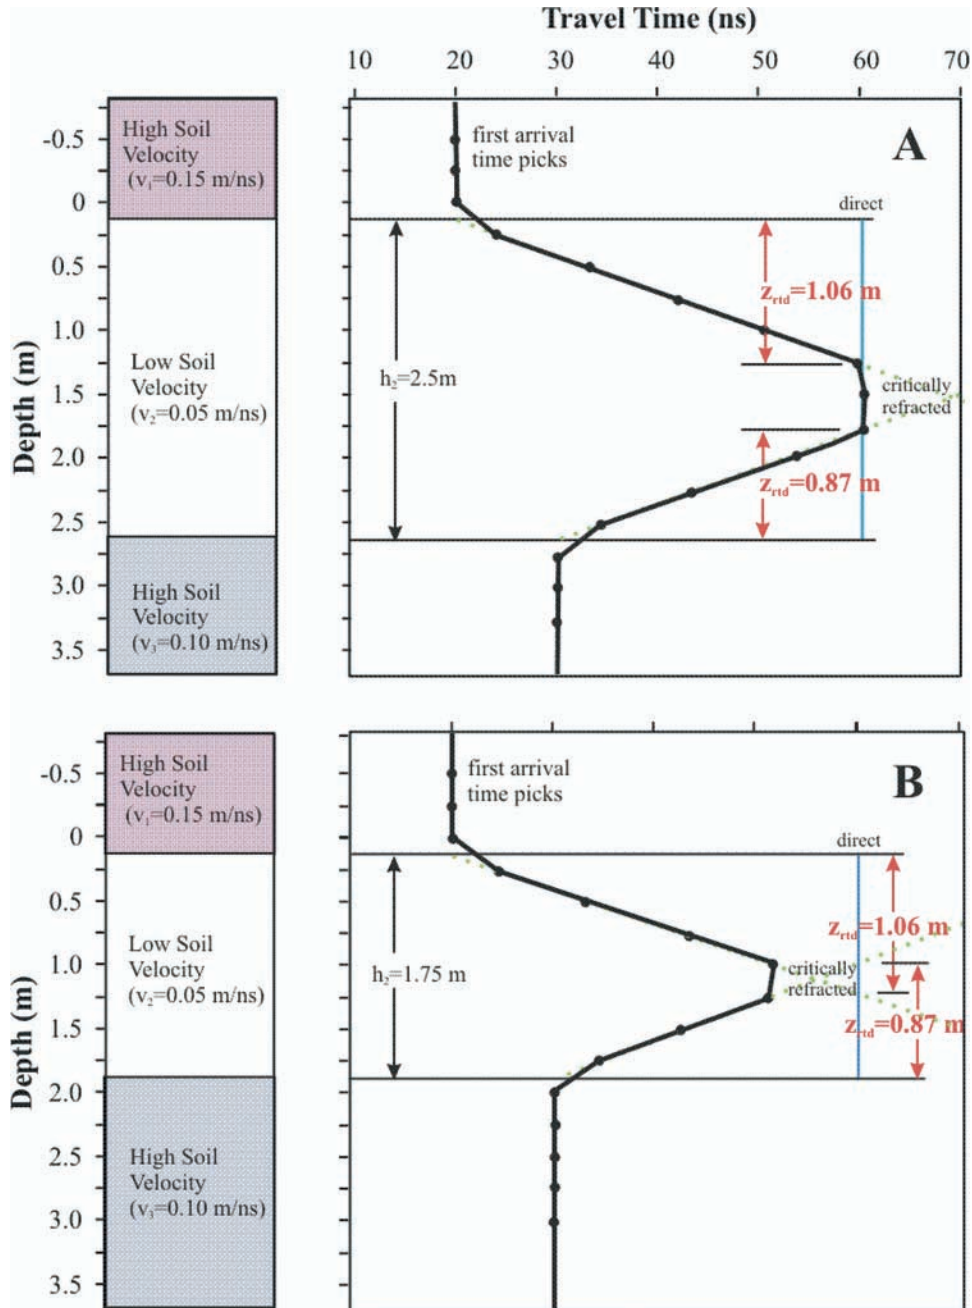 Travel Time (ns)
10 20 30 40 50 60 70
A
High Soil
Velocity
(v₁=0.15 m/ns)
first arrival
time picks
direct
-0.5
0
0.5
1.0
1.5
2.0
2.5
3.0
3.5
Depth (m)
Low Soil
Velocity
(v₂=0.05 m/ns)
h₂=2.5m
zrtd=1.06 m
critically
refracted
zrtd=0.87 m
High Soil
Velocity
(v₃=0.10 m/ns)
B
High Soil
Velocity
(v₁=0.15 m/ns)
first arrival
time picks
direct
-0.5
0
0.5
1.0
1.5
2.0
2.5
3.0
3.5
Depth (m)
Low Soil
Velocity
(v₂=0.05 m/ns)
h₂=1.75 m
zrtd=1.06 m
critically
refracted
zrtd=0.87 m
High Soil
Velocity
(v₃=0.10 m/ns)